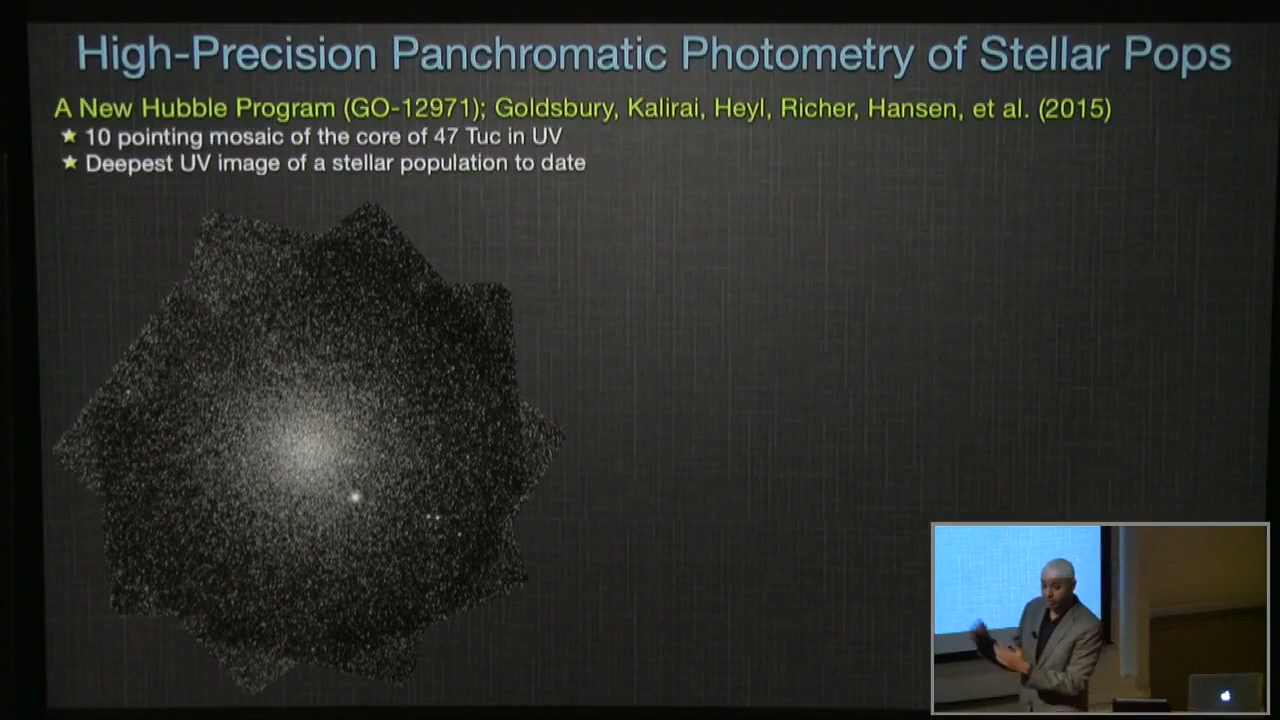 High-Precision Panchromatic Photometry of Stellar Pops
A New Hubble Program (GO-12971); Goldsbury, Kalirai, Heyl, Richer, Hansen, et al. (2015)
★ 10 pointing mosaic of the core of 47 Tuc in UV
★ Deepest UV image of a stellar population to date